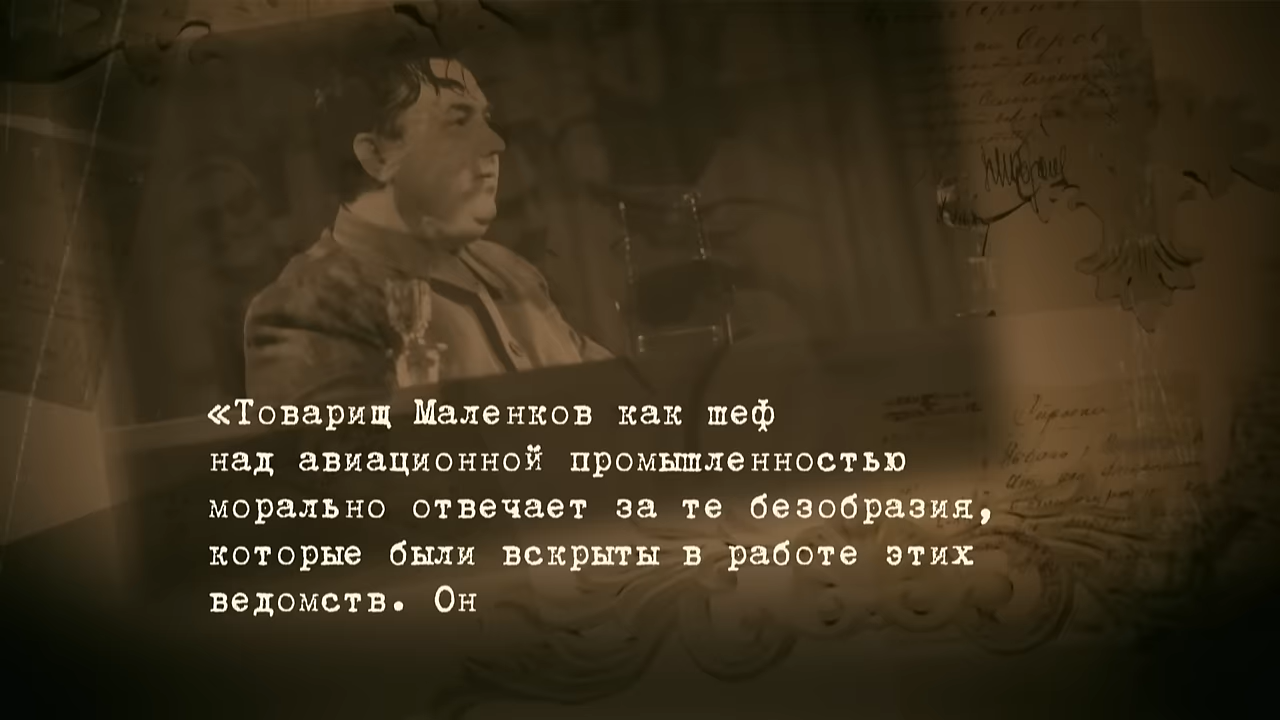 «Товарищ Маленков как шеф
над авиационной промышленностью
морально отвечает за те безобразия,
которые были вскрыты в работе этих
ведомств. Он